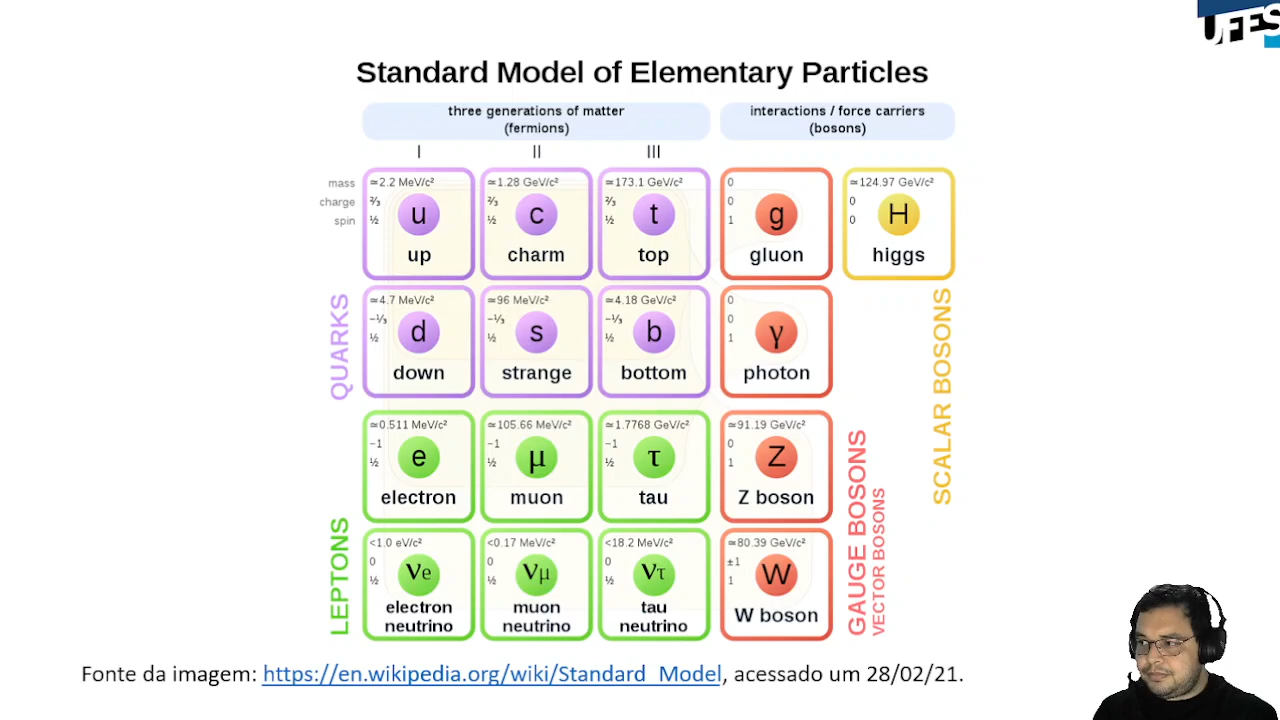 UFES
Standard Model of Elementary Particles
three generations of matter
(fermions)
interactions / force carriers
(bosons)
I II III
mass ≃2.2 MeV/c² ≃1.28 GeV/c² ≃173.1 GeV/c² 0 ≃124.97 GeV/c²
charge ⅔ ⅔ ⅔ 0 0
spin ½ ½ ½ 1 0
u c t g H
up charm top gluon higgs
QUARKS
≃4.7 MeV/c² ≃96 MeV/c² ≃4.18 GeV/c² 0
−⅓ −⅓ −⅓ 0
½ ½ ½ 1
d s b γ
down strange bottom photon
SCALAR BOSONS
≃0.511 MeV/c² ≃105.66 MeV/c² ≃1.7768 GeV/c² ≃91.19 GeV/c²
−1 −1 −1 0
½ ½ ½ 1
e μ τ Z
electron muon tau Z boson
LEPTONS
<1.0 eV/c² <0.17 MeV/c² <18.2 MeV/c² ≃80.39 GeV/c²
0 0 0 ±1
½ ½ ½ 1
νe νμ ντ W
electron muon tau W boson
neutrino neutrino neutrino
GAUGE BOSONS
VECTOR BOSONS
Fonte da imagem: https://en.wikipedia.org/wiki/Standard_Model, acessado um 28/02/21.